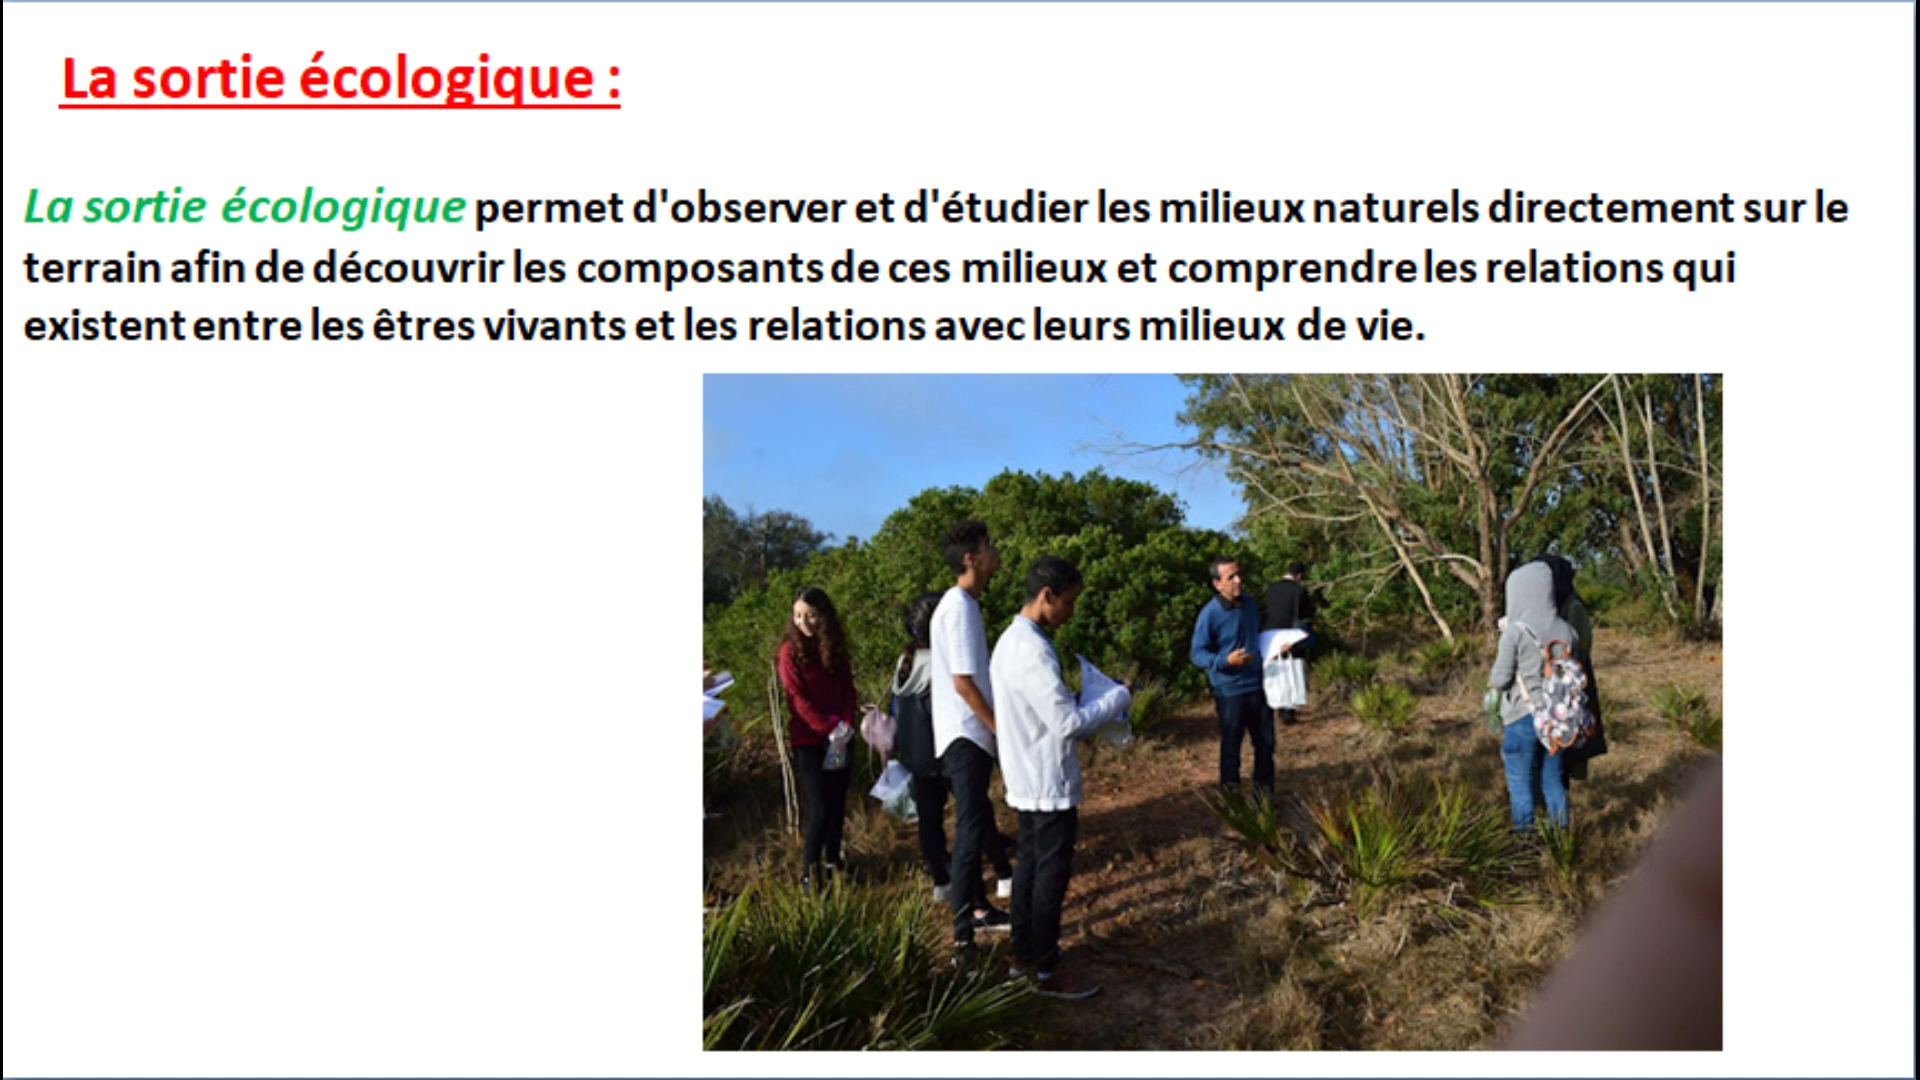 La sortie écologique :
La sortie écologique permet d'observer et d'étudier les milieux naturels directement sur le
terrain afin de découvrir les composants de ces milieux et comprendre les relations qui
existent entre les êtres vivants et les relations avec leurs milieux de vie.